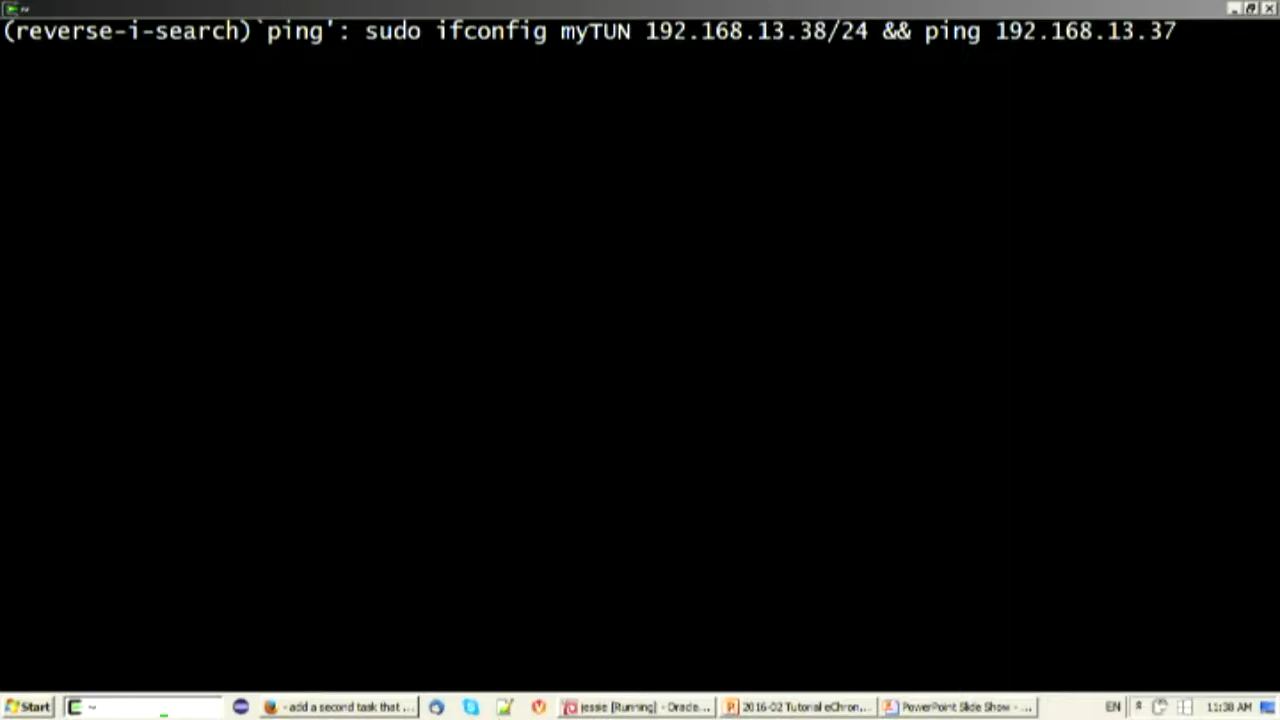 ~
(reverse-i-search)`ping': sudo ifconfig myTUN 192.168.13.38/24 && ping 192.168.13.37
Start
~
- add a second task that ...
jessie [Running] - Oracle...
2016-02 Tutorial eChron...
PowerPoint Slide Show - ...
EN
11:38 AM